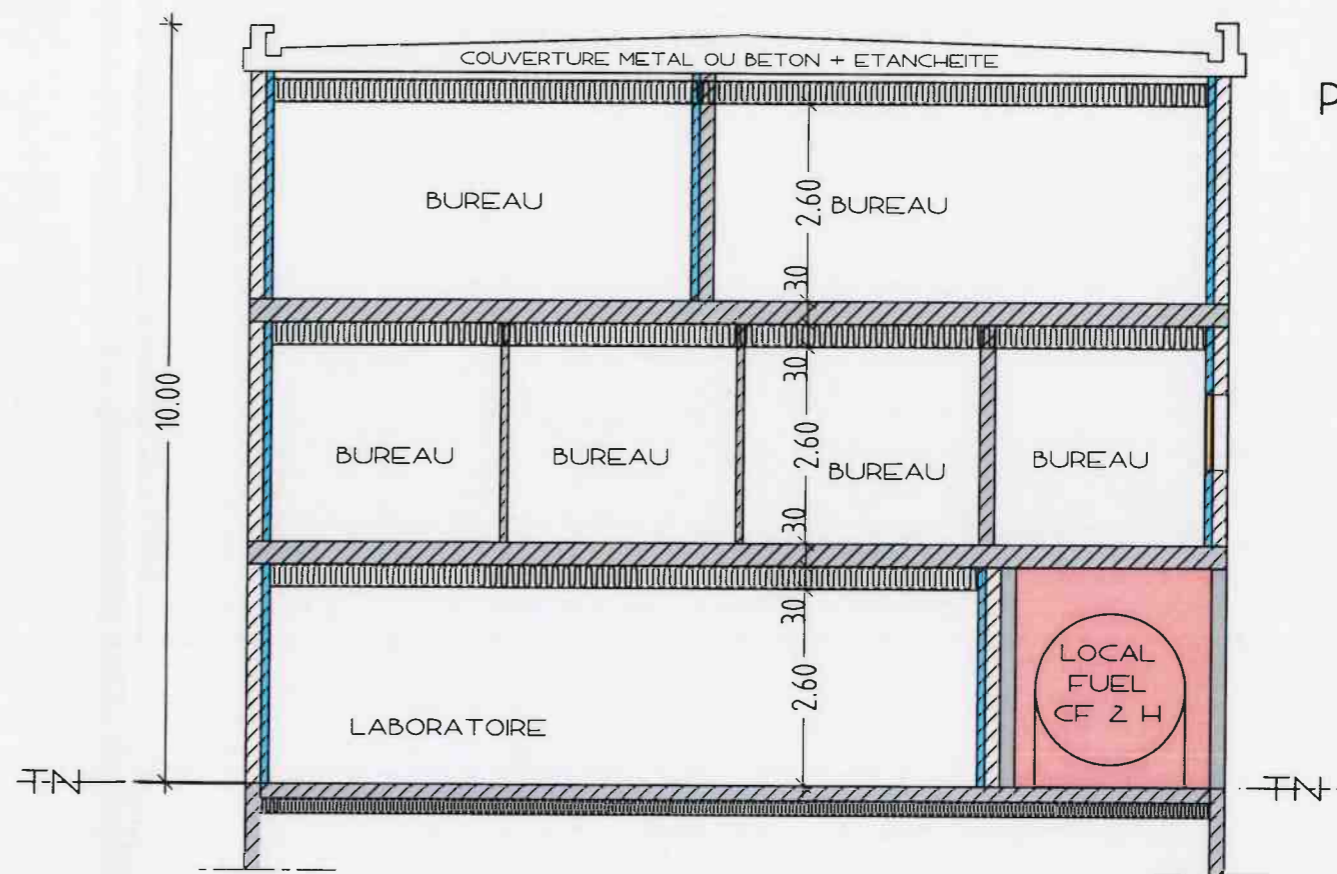 COUVERTURE METAL OU BETON + ETANCHEITE
P
BUREAU
BUREAU
2.60
30
10.00
30
BUREAU
BUREAU
2.60
BUREAU
BUREAU
30
30
LOCAL
FUEL
CF 2 H
2.60
LABORATOIRE
TN
TN